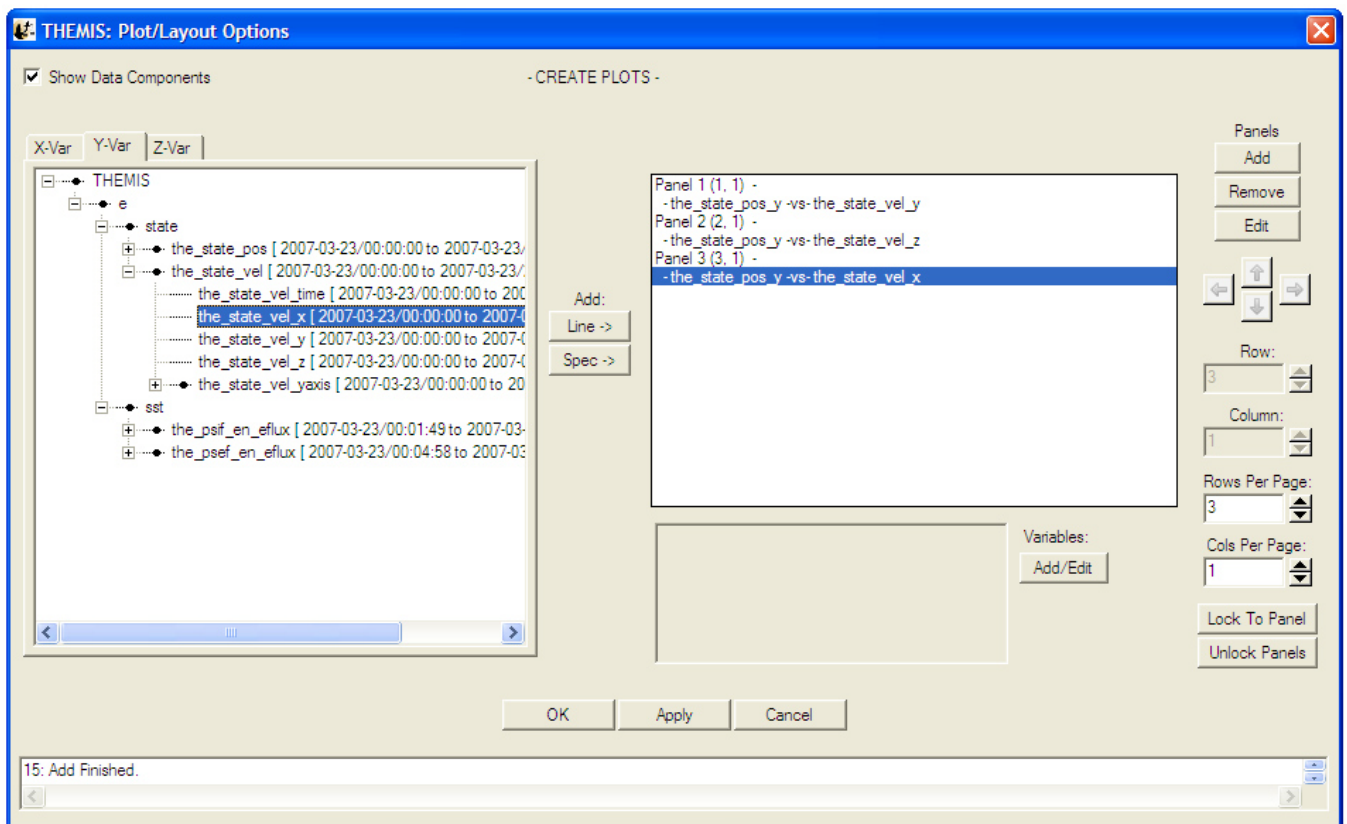 THEMIS: Plot/Layout Options
Show Data Components
- CREATE PLOTS -
X-Var
Y-Var
Z-Var
THEMIS
e
state
the_state_pos [ 2007-03-23/00:00:00 to 2007-03-23/
the_state_vel [ 2007-03-23/00:00:00 to 2007-03-23/
the_state_vel_time [ 2007-03-23/00:00:00 to 200
the_state_vel_x [ 2007-03-23/00:00:00 to 2007-0
the_state_vel_y [ 2007-03-23/00:00:00 to 2007-0
the_state_vel_z [ 2007-03-23/00:00:00 to 2007-0
the_state_vel_yaxis [ 2007-03-23/00:00:00 to 20
sst
the_psif_en_eflux [ 2007-03-23/00:01:49 to 2007-03-
the_psef_en_eflux [ 2007-03-23/00:04:58 to 2007-03
Add:
Line ->
Spec ->
Panel 1 (1, 1) -
- the_state_pos_y -vs- the_state_vel_y
Panel 2 (2, 1) -
- the_state_pos_y -vs- the_state_vel_z
Panel 3 (3, 1) -
- the_state_pos_y -vs- the_state_vel_x
Variables:
Add/Edit
Panels
Add
Remove
Edit
Row:
3
Column:
1
Rows Per Page:
3
Cols Per Page:
1
Lock To Panel
Unlock Panels
OK
Apply
Cancel
15: Add Finished.